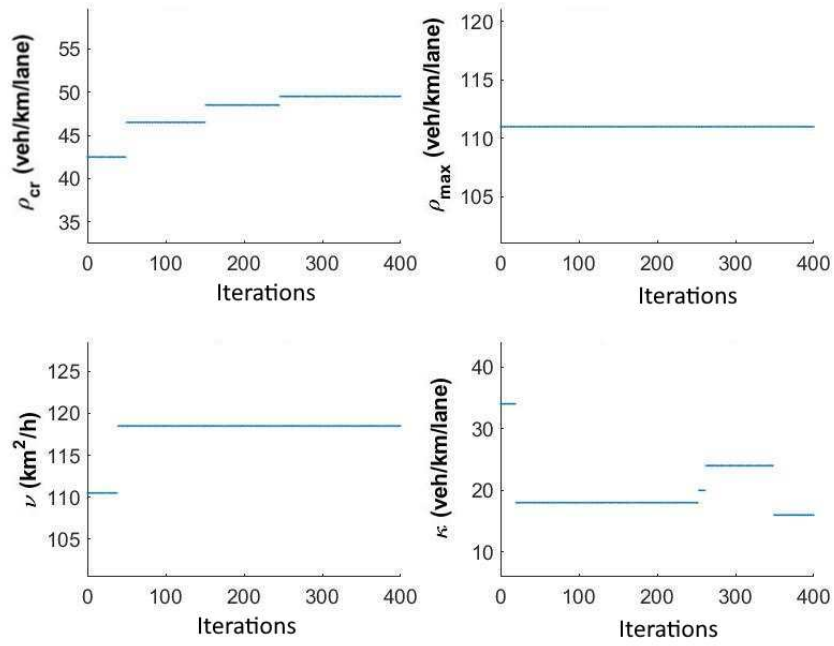 ρcr (veh/km/lane)
55
50
45
40
35
0 100 200 300 400
Iterations
ρmax (veh/km/lane)
120
115
110
105
0 100 200 300 400
Iterations
ν (km²/h)
125
120
115
110
105
0 100 200 300 400
Iterations
κ (veh/km/lane)
40
30
20
10
0 100 200 300 400
Iterations